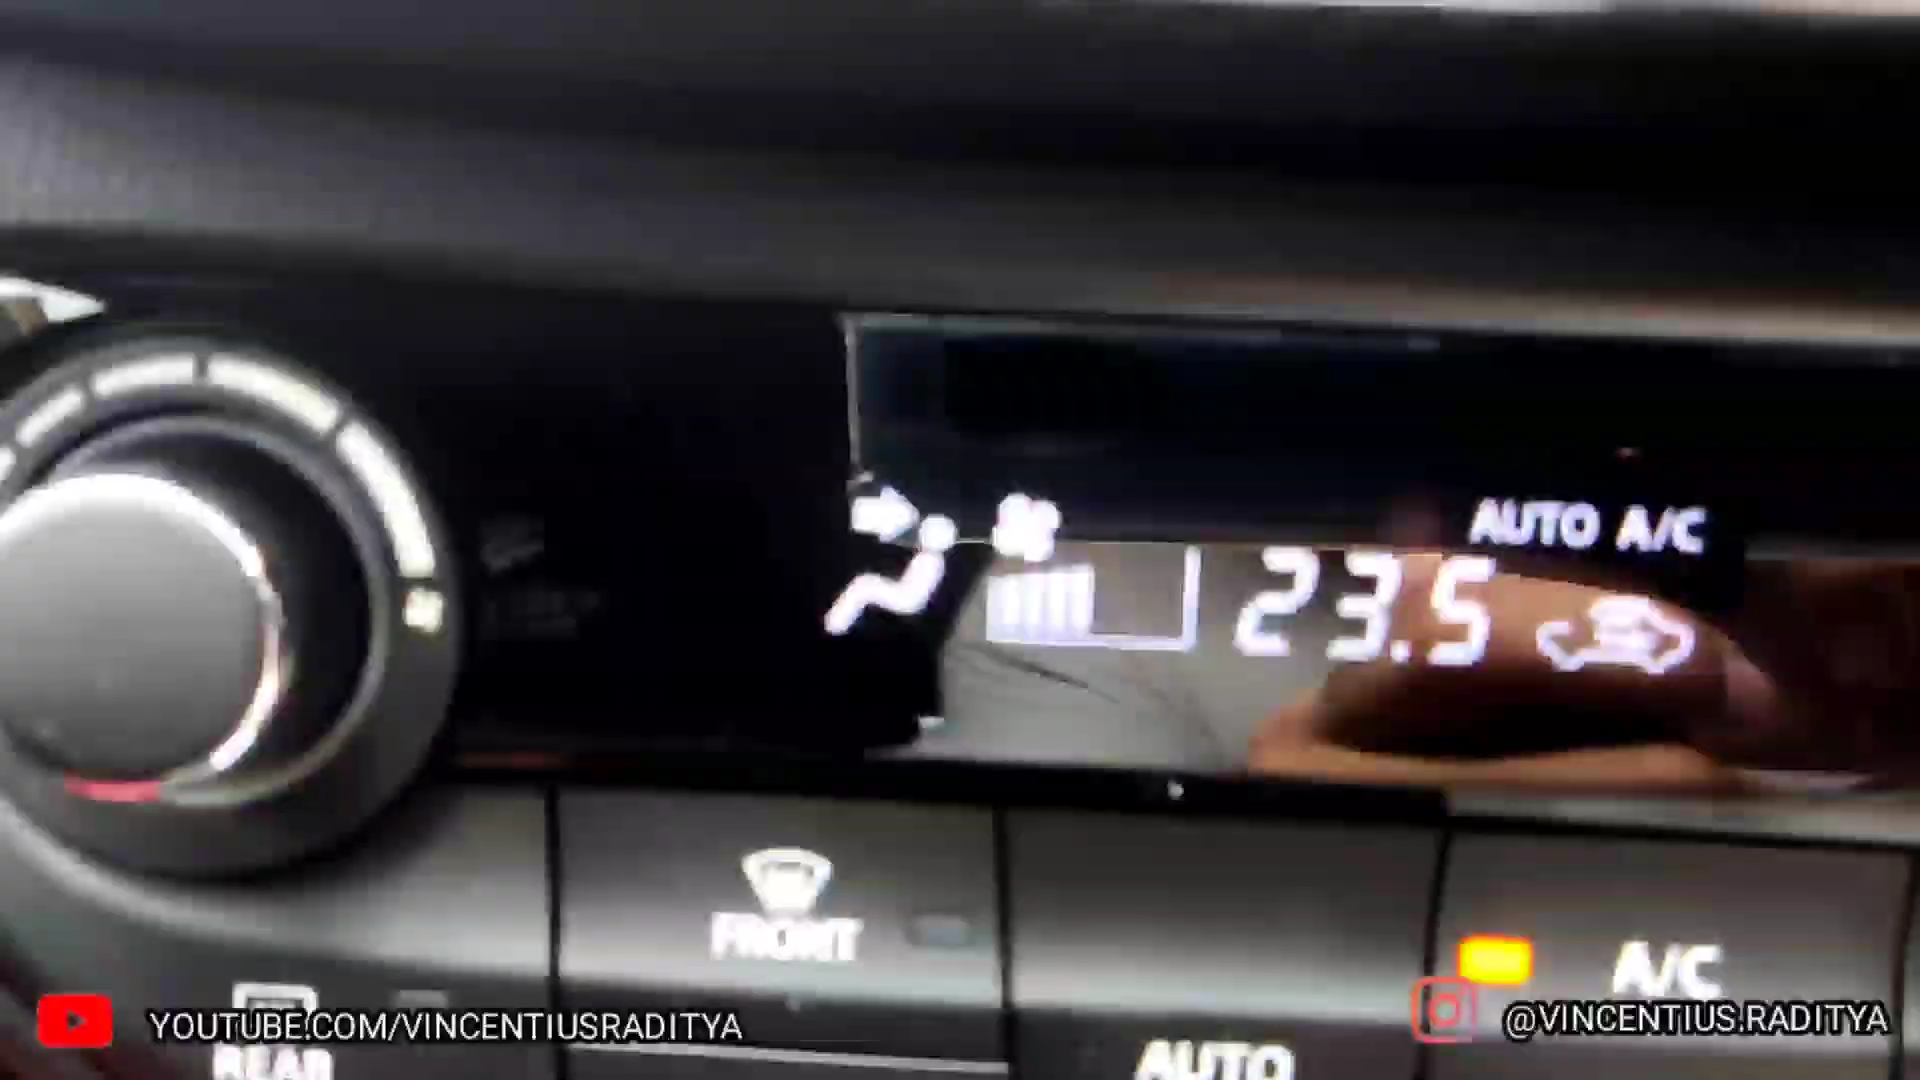 AUTO A/C
23.5
FRONT
A/C
REAR
AUTO
YOUTUBE.COM/VINCENTIUSRADITYA
@VINCENTIUS.RADITYA